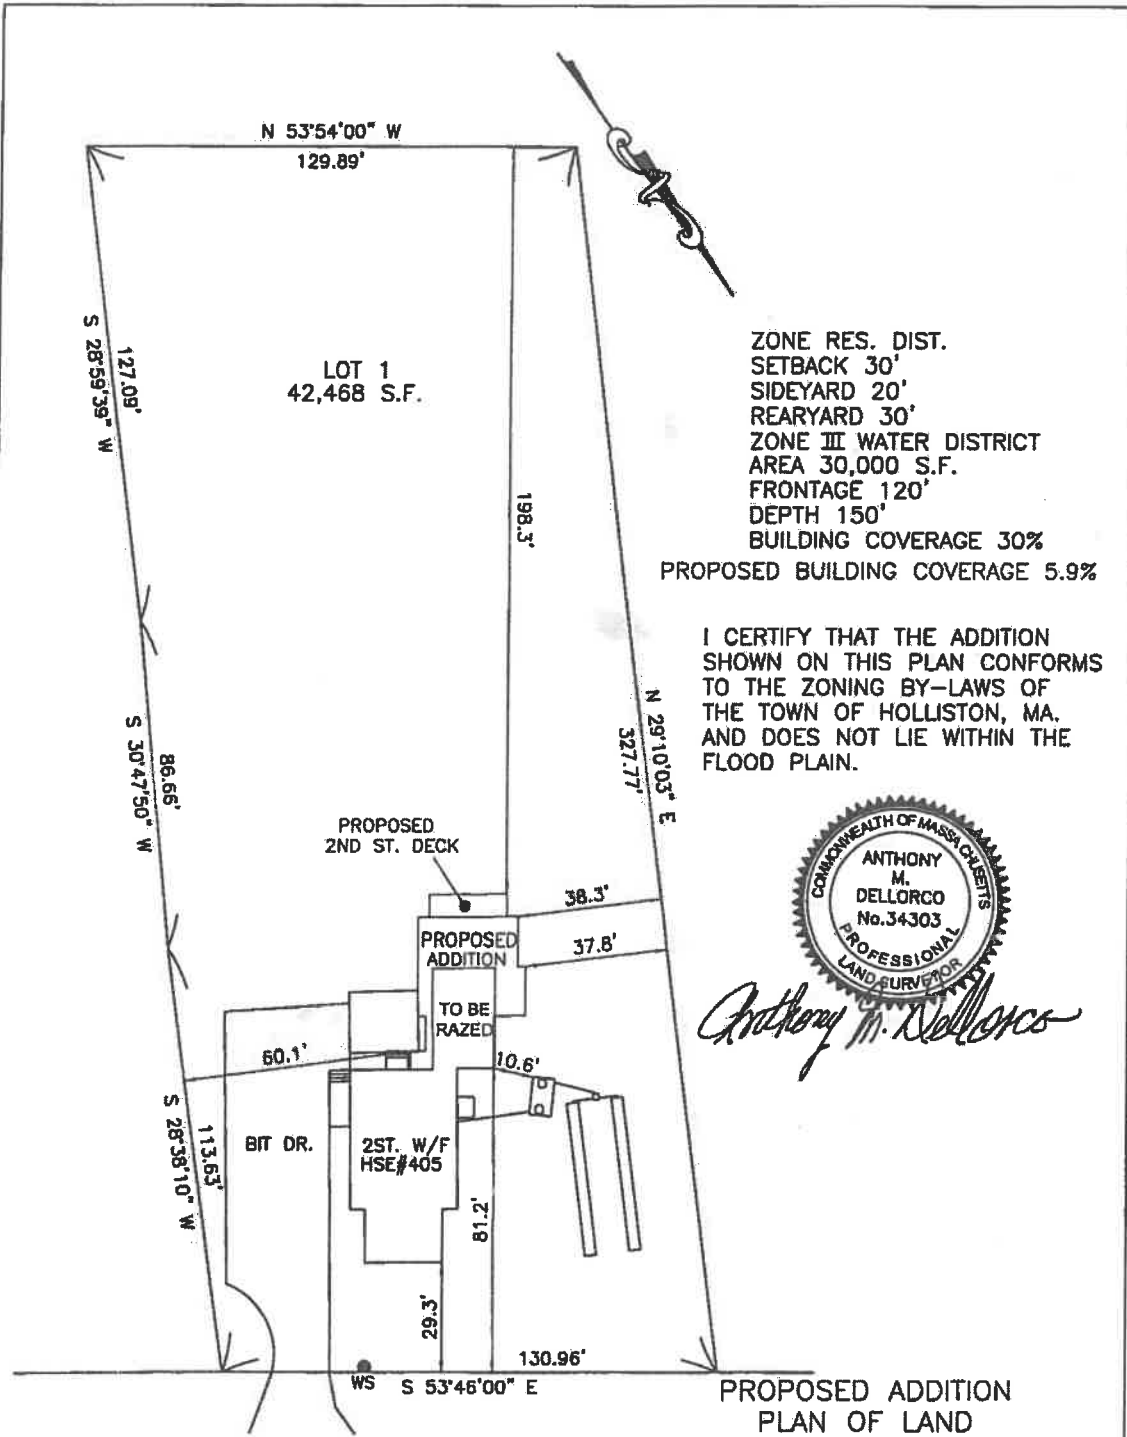 N 53°54'00" W
129.89'
S 28°59'39" W
127.09'
LOT 1
42,468 S.F.
198.3'
ZONE RES. DIST.
SETBACK 30'
SIDEYARD 20'
REARYARD 30'
ZONE III WATER DISTRICT
AREA 30,000 S.F.
FRONTAGE 120'
DEPTH 150'
BUILDING COVERAGE 30%
PROPOSED BUILDING COVERAGE 5.9%
I CERTIFY THAT THE ADDITION
SHOWN ON THIS PLAN CONFORMS
TO THE ZONING BY-LAWS OF
THE TOWN OF HOLLISTON, MA.
AND DOES NOT LIE WITHIN THE
FLOOD PLAIN.
N 29°10'03" E
327.77'
S 30°47'50" W
86.66'
PROPOSED
2ND ST. DECK
38.3'
37.8'
PROPOSED
ADDITION
TO BE
RAZED
60.1'
10.6'
COMMONWEALTH OF MASSACHUSETTS
ANTHONY
M.
DELLORCO
No.34303
PROFESSIONAL
LAND SURVEYOR
Anthony M. Dellorco
S 28°38'10" W
113.63'
BIT DR.
2ST. W/F
HSE#405
81.2'
29.3'
130.96'
WS
S 53°46'00" E
PROPOSED ADDITION
PLAN OF LAND